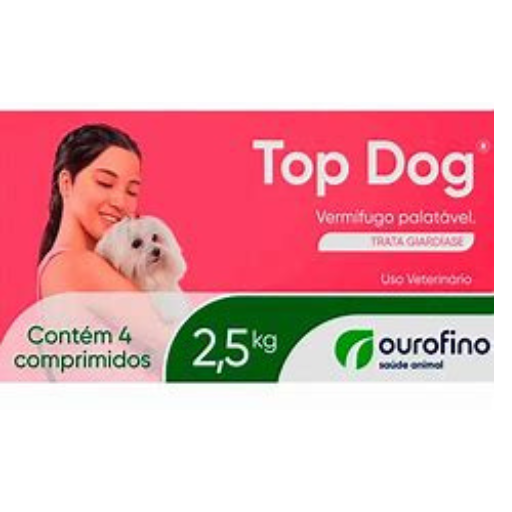 Top Dog®
Vermífugo palatável.
TRATA GIARDÍASE
Uso Veterinário
Contém 4
comprimidos
2,5kg
ourofino
saúde animal